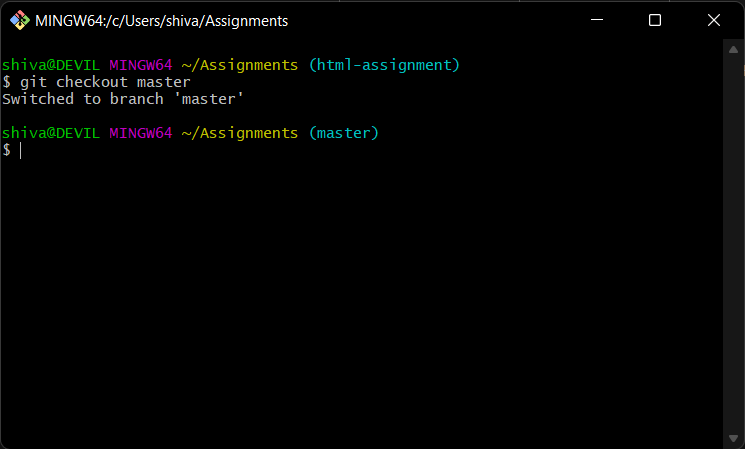 MINGW64:/c/Users/shiva/Assignments
shiva@DEVIL MINGW64 ~/Assignments (html-assignment)
$ git checkout master
Switched to branch 'master'
shiva@DEVIL MINGW64 ~/Assignments (master)
$